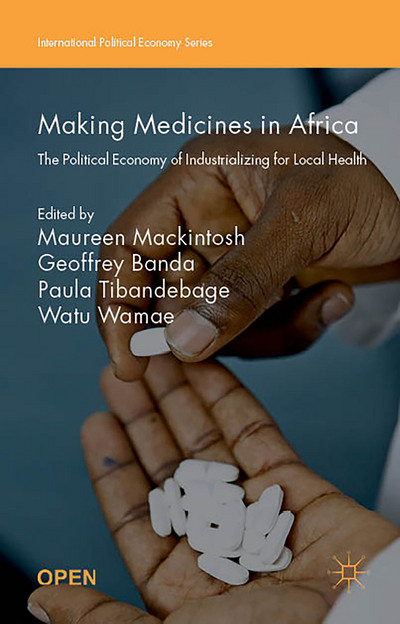 International Political Economy Series
Making Medicines in Africa
The Political Economy of Industrializing for Local Health
Edited by
Maureen Mackintosh
Geoffrey Banda
Paula Tibandebage
Watu Wamae
OPEN